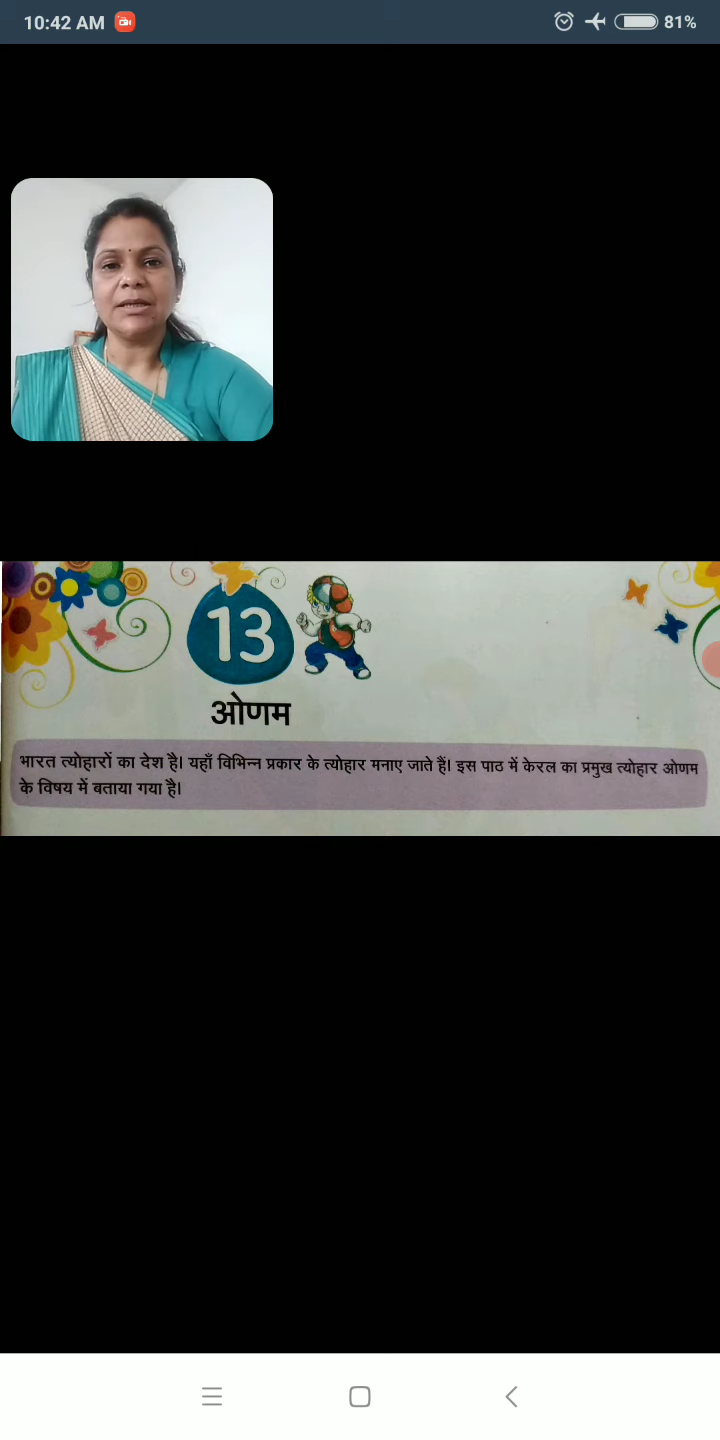 10:42 AM
81%
13
ओणम
भारत त्योहारों का देश है। यहाँ विभिन्न प्रकार के त्योहार मनाए जाते हैं। इस पाठ में केरल का प्रमुख त्योहार ओणम
के विषय में बताया गया है।